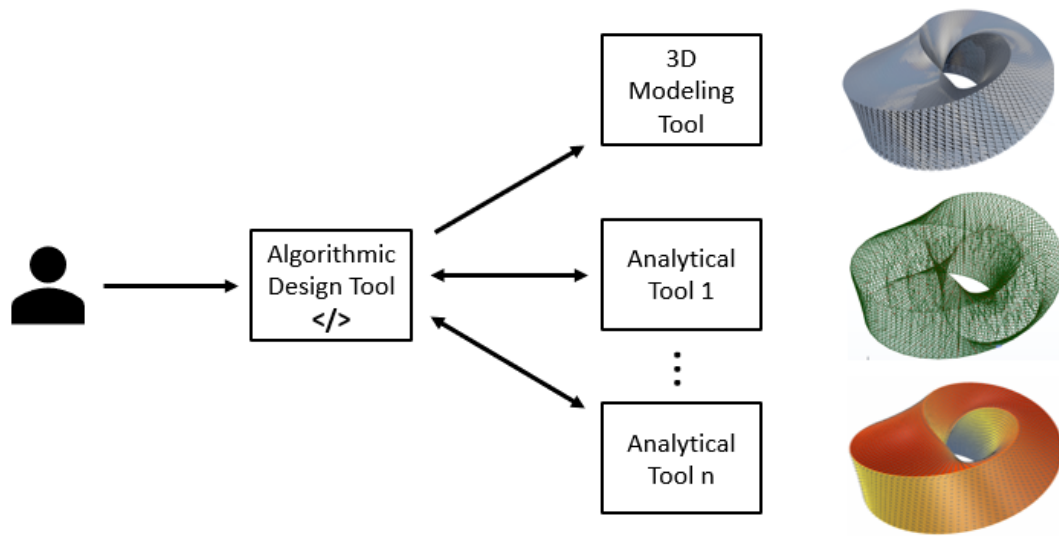 3D
Modeling
Tool
Algorithmic
Design Tool
</>
Analytical
Tool 1
Analytical
Tool n